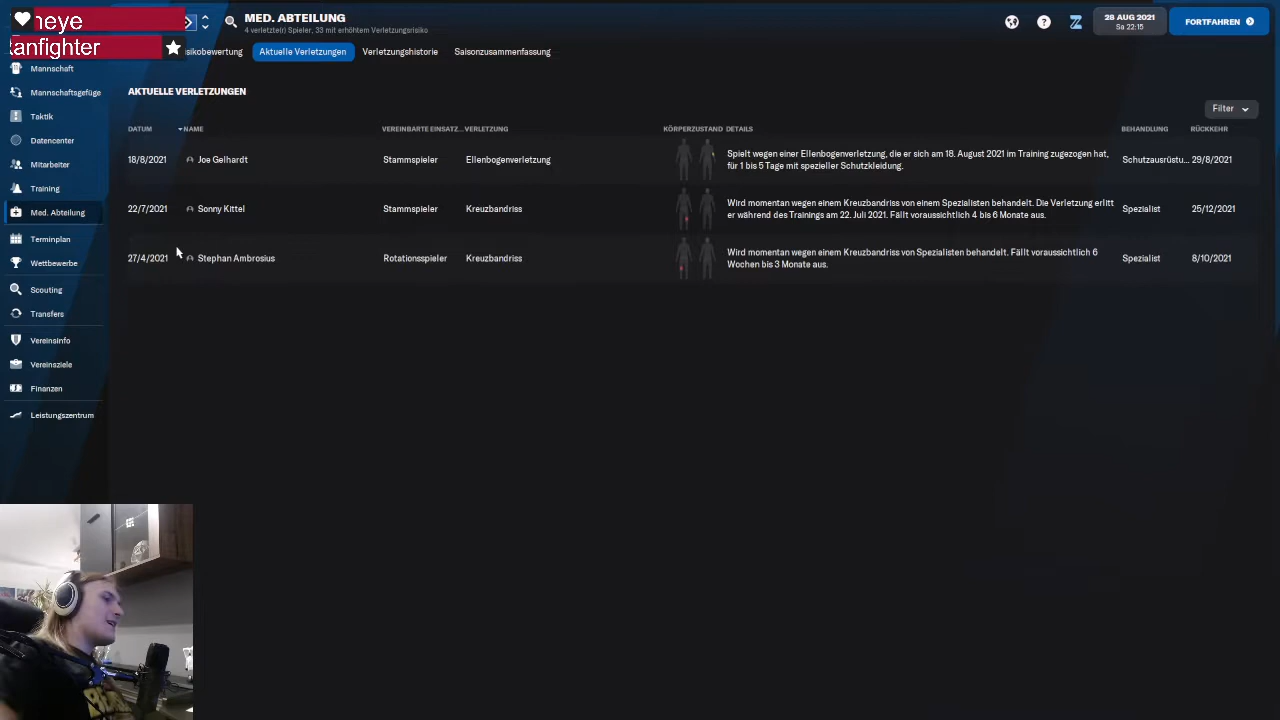 heye
anfighter
MED. ABTEILUNG
4 verletzte(r) Spieler, 33 mit erhöhtem Verletzungsrisiko
28 AUG 2021
Sa 22:15
FORTFAHREN
isikobewertung
Aktuelle Verletzungen
Verletzungshistorie
Saisonzusammenfassung
Mannschaft
Mannschaftsgefüge
Taktik
Datencenter
Mitarbeiter
Training
Med. Abteilung
Terminplan
Wettbewerbe
Scouting
Transfers
Vereinsinfo
Vereinsziele
Finanzen
Leistungszentrum
AKTUELLE VERLETZUNGEN
Filter
DATUM NAME VEREINBARTE EINSATZ... VERLETZUNG KÖRPERZUSTAND DETAILS BEHANDLUNG RÜCKKEHR
18/8/2021 Joe Gelhardt Stammspieler Ellenbogenverletzung
Spielt wegen einer Ellenbogenverletzung, die er sich am 18. August 2021 im Training zugezogen hat,
für 1 bis 5 Tage mit spezieller Schutzkleidung.
Schutzausrüstu... 29/8/2021
22/7/2021 Sonny Kittel Stammspieler Kreuzbandriss
Wird momentan wegen einem Kreuzbandriss von einem Spezialisten behandelt. Die Verletzung erlitt
er während des Trainings am 22. Juli 2021. Fällt voraussichtlich 4 bis 6 Monate aus.
Spezialist 25/12/2021
27/4/2021 Stephan Ambrosius Rotationsspieler Kreuzbandriss
Wird momentan wegen einem Kreuzbandriss von Spezialisten behandelt. Fällt voraussichtlich 6
Wochen bis 3 Monate aus.
Spezialist 8/10/2021